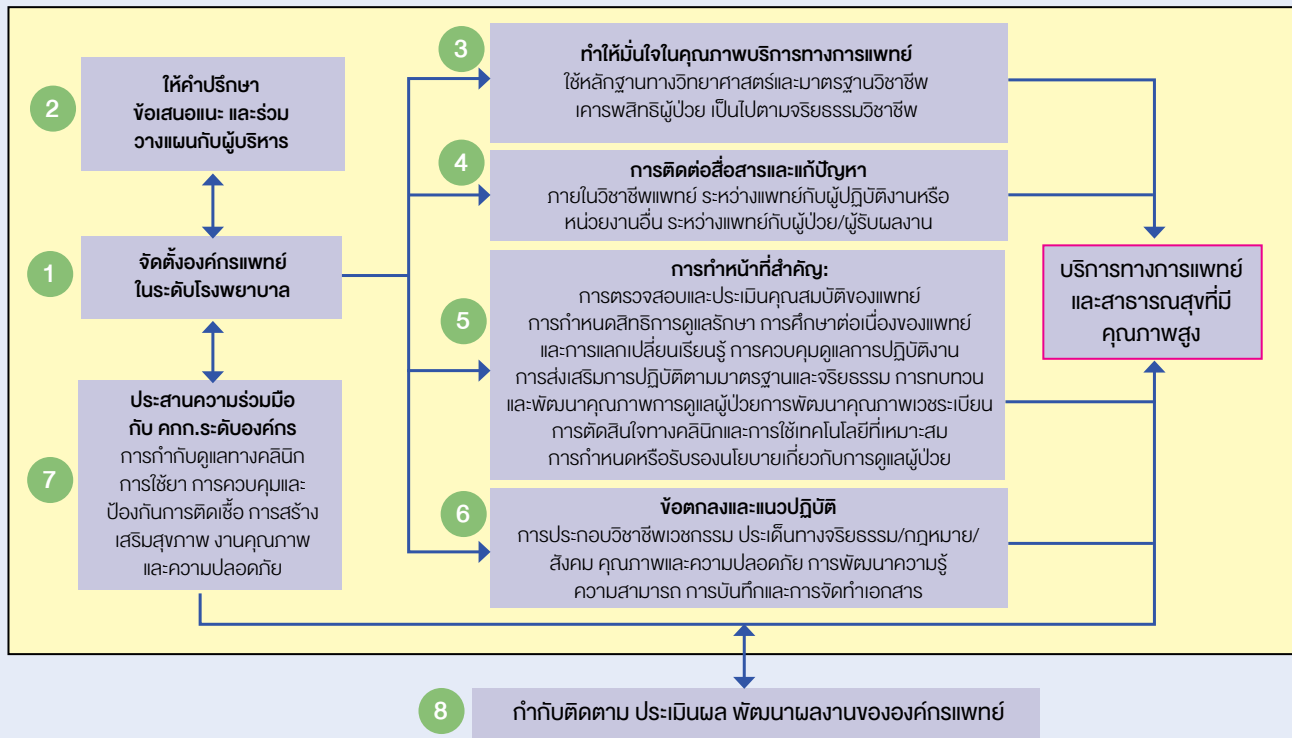 1
จัดตั้งองค์กรแพทย์
ในระดับโรงพยาบาล
2
ให้คำปรึกษา
ข้อเสนอแนะ และร่วม
วางแผนกับผู้บริหาร
3
ทำให้มั่นใจในคุณภาพบริการทางการแพทย์
ใช้หลักฐานทางวิทยาศาสตร์และมาตรฐานวิชาชีพ
เคารพสิทธิผู้ป่วย เป็นไปตามจริยธรรมวิชาชีพ
4
การติดต่อสื่อสารและแก้ปัญหา
ภายในวิชาชีพแพทย์ ระหว่างแพทย์กับผู้ปฏิบัติงานหรือ
หน่วยงานอื่น ระหว่างแพทย์กับผู้ป่วย/ผู้รับผลงาน
5
การทำหน้าที่สำคัญ:
การตรวจสอบและประเมินคุณสมบัติของแพทย์
การกำหนดสิทธิการดูแลรักษา การศึกษาต่อเนื่องของแพทย์
และการแลกเปลี่ยนเรียนรู้ การควบคุมดูแลการปฏิบัติงาน
การส่งเสริมการปฏิบัติตามมาตรฐานและจริยธรรม การทบทวน
และพัฒนาคุณภาพการดูแลผู้ป่วยการพัฒนาคุณภาพเวชระเบียน
การตัดสินใจทางคลินิกและการใช้เทคโนโลยีที่เหมาะสม
การกำหนดหรือรับรองนโยบายเกี่ยวกับการดูแลผู้ป่วย
6
ข้อตกลงและแนวปฏิบัติ
การประกอบวิชาชีพเวชกรรม ประเด็นทางจริยธรรม/กฎหมาย/
สังคม คุณภาพและความปลอดภัย การพัฒนาความรู้
ความสามารถ การบันทึกและการจัดทำเอกสาร
7
ประสานความร่วมมือ
กับ คกก.ระดับองค์กร
การกำกับดูแลทางคลินิก
การใช้ยา การควบคุมและ
ป้องกันการติดเชื้อ การสร้าง
เสริมสุขภาพ งานคุณภาพ
และความปลอดภัย
บริการทางการแพทย์
และสาธารณสุขที่มี
คุณภาพสูง
8
กำกับติดตาม ประเมินผล พัฒนาผลงานขององค์กรแพทย์